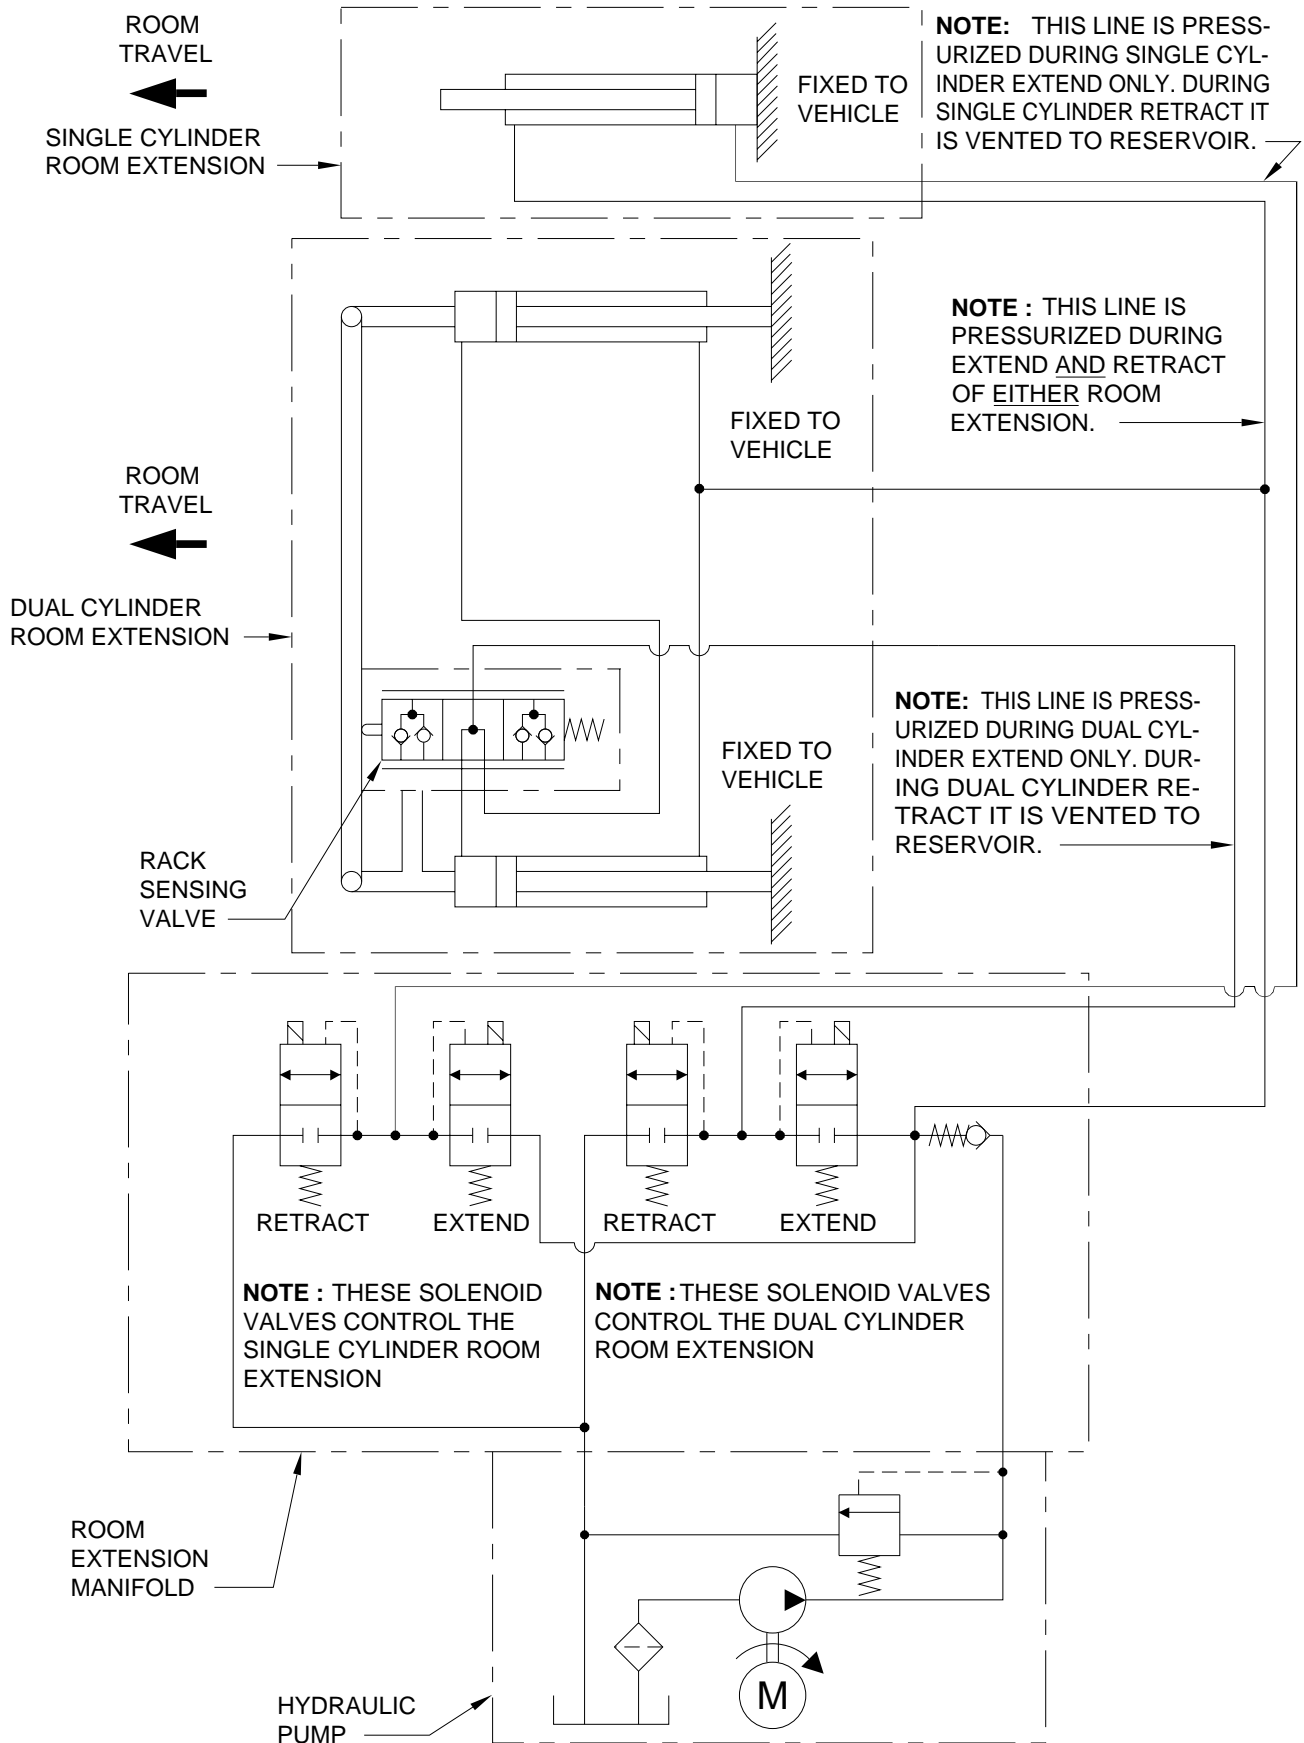 ROOM
TRAVEL
SINGLE CYLINDER
ROOM EXTENSION
FIXED TO
VEHICLE
NOTE: THIS LINE IS PRESS-
URIZED DURING SINGLE CYL-
INDER EXTEND ONLY. DURING
SINGLE CYLINDER RETRACT IT
IS VENTED TO RESERVOIR.
NOTE : THIS LINE IS
PRESSURIZED DURING
EXTEND AND RETRACT
OF EITHER ROOM
EXTENSION.
FIXED TO
VEHICLE
ROOM
TRAVEL
DUAL CYLINDER
ROOM EXTENSION
NOTE: THIS LINE IS PRESS-
URIZED DURING DUAL CYL-
INDER EXTEND ONLY. DUR-
ING DUAL CYLINDER RE-
TRACT IT IS VENTED TO
RESERVOIR.
FIXED TO
VEHICLE
RACK
SENSING
VALVE
RETRACT
EXTEND
RETRACT
EXTEND
NOTE : THESE SOLENOID
VALVES CONTROL THE
SINGLE CYLINDER ROOM
EXTENSION
NOTE : THESE SOLENOID VALVES
CONTROL THE DUAL CYLINDER
ROOM EXTENSION
ROOM
EXTENSION
MANIFOLD
M
HYDRAULIC
PUMP